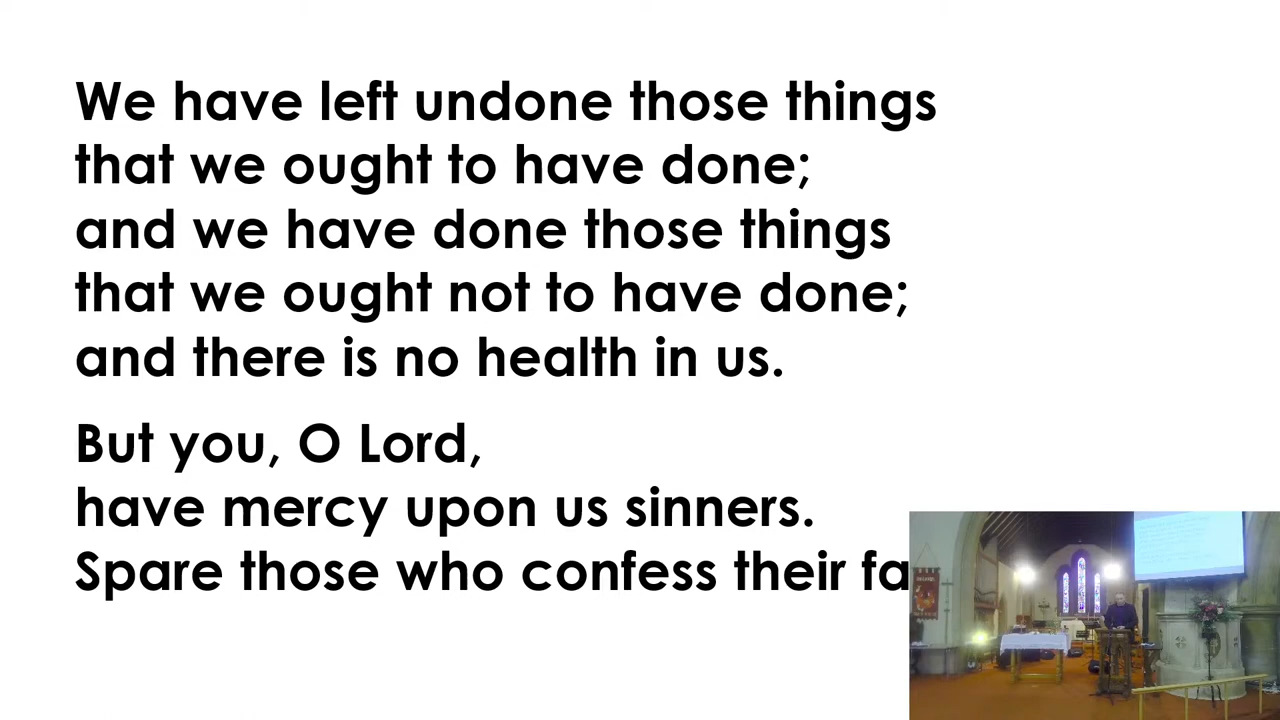 We have left undone those things
that we ought to have done;
and we have done those things
that we ought not to have done;
and there is no health in us.
But you, O Lord,
have mercy upon us sinners.
Spare those who confess their fa